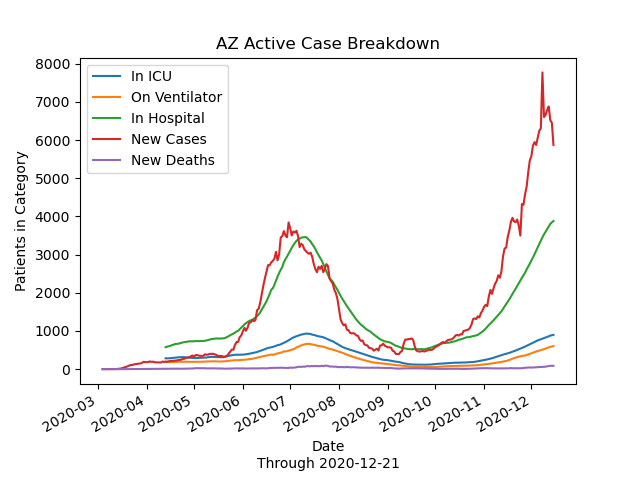 AZ Active Case Breakdown
In ICU
On Ventilator
In Hospital
New Cases
New Deaths
Patients in Category
8000
7000
6000
5000
4000
3000
2000
1000
0
2020-03
2020-04
2020-05
2020-06
2020-07
2020-08
2020-09
2020-10
2020-11
2020-12
Date
Through 2020-12-21